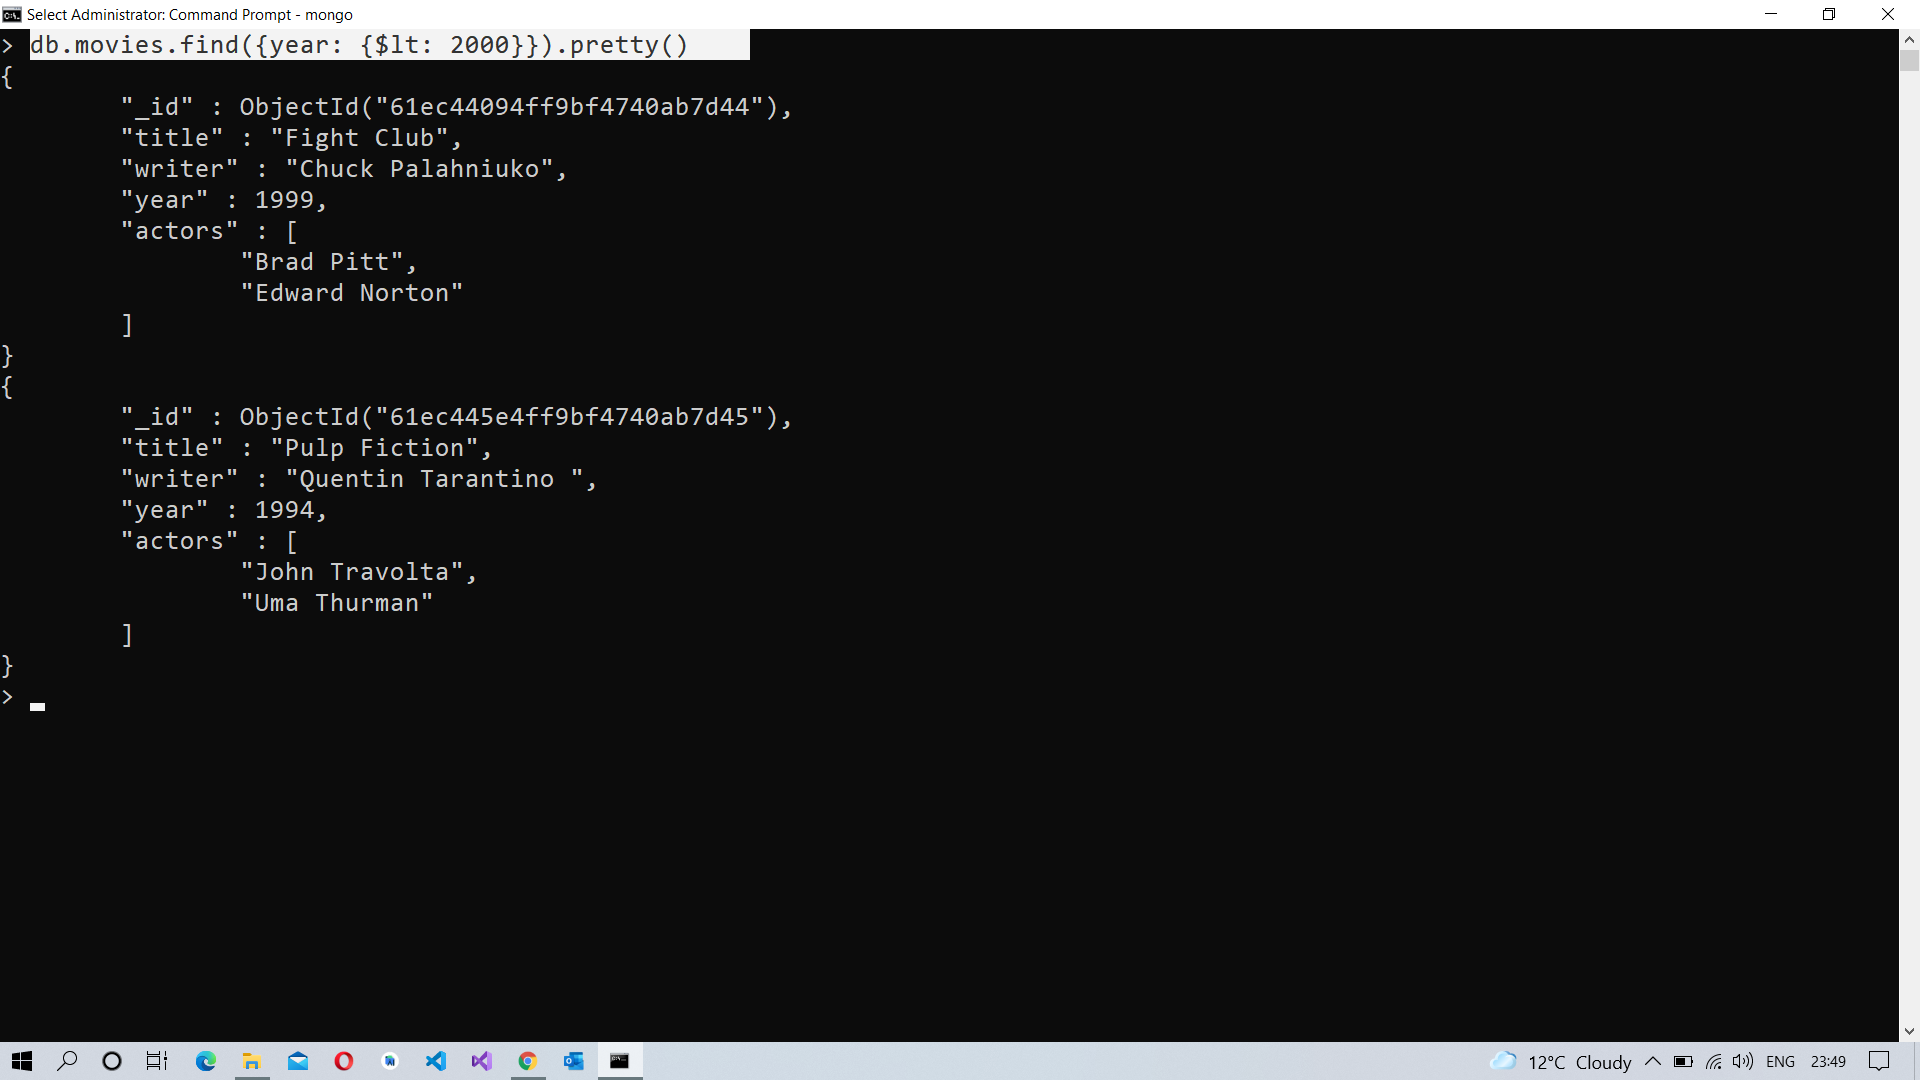 Select Administrator: Command Prompt - mongo
> db.movies.find({year: {$lt: 2000}}).pretty()
{
        "_id" : ObjectId("61ec44094ff9bf4740ab7d44"),
        "title" : "Fight Club",
        "writer" : "Chuck Palahniuko",
        "year" : 1999,
        "actors" : [
                "Brad Pitt",
                "Edward Norton"
        ]
}
{
        "_id" : ObjectId("61ec445e4ff9bf4740ab7d45"),
        "title" : "Pulp Fiction",
        "writer" : "Quentin Tarantino ",
        "year" : 1994,
        "actors" : [
                "John Travolta",
                "Uma Thurman"
        ]
}
>
12°C Cloudy ENG 23:49